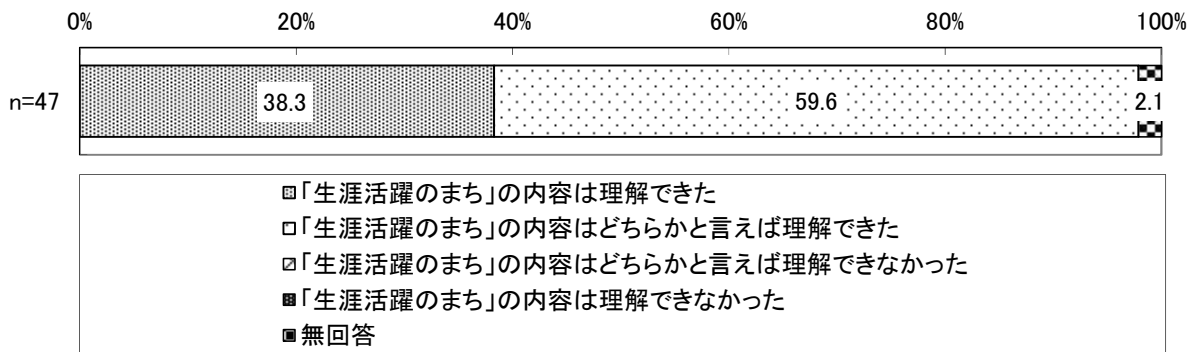 0% 20% 40% 60% 80% 100%
n=47 38.3 59.6 2.1
「生涯活躍のまち」の内容は理解できた
「生涯活躍のまち」の内容はどちらかと言えば理解できた
「生涯活躍のまち」の内容はどちらかと言えば理解できなかった
「生涯活躍のまち」の内容は理解できなかった
無回答